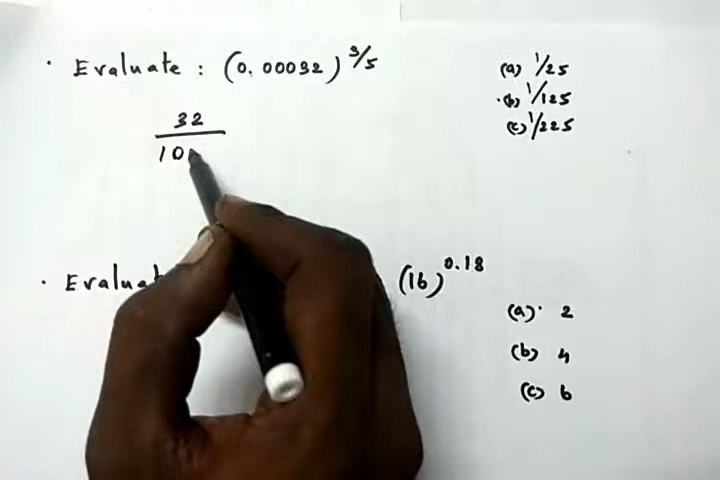 · Evaluate : (0.00032)^3/5
(a) 1/25
(b) 1/125
(c) 1/225
32
10
· Evalua (16)^0.18
(a) 2
(b) 4
(c) 6